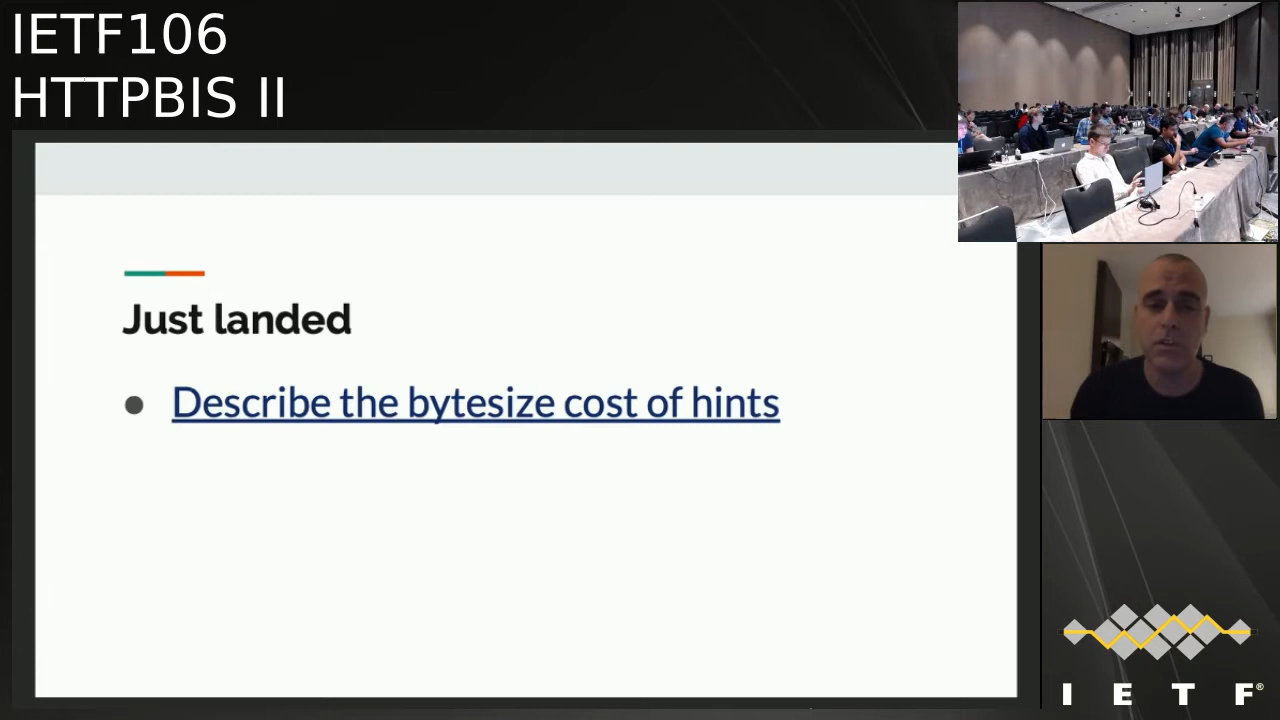 IETF106
HTTPBIS II
Just landed
● Describe the bytesize cost of hints
I E T F®